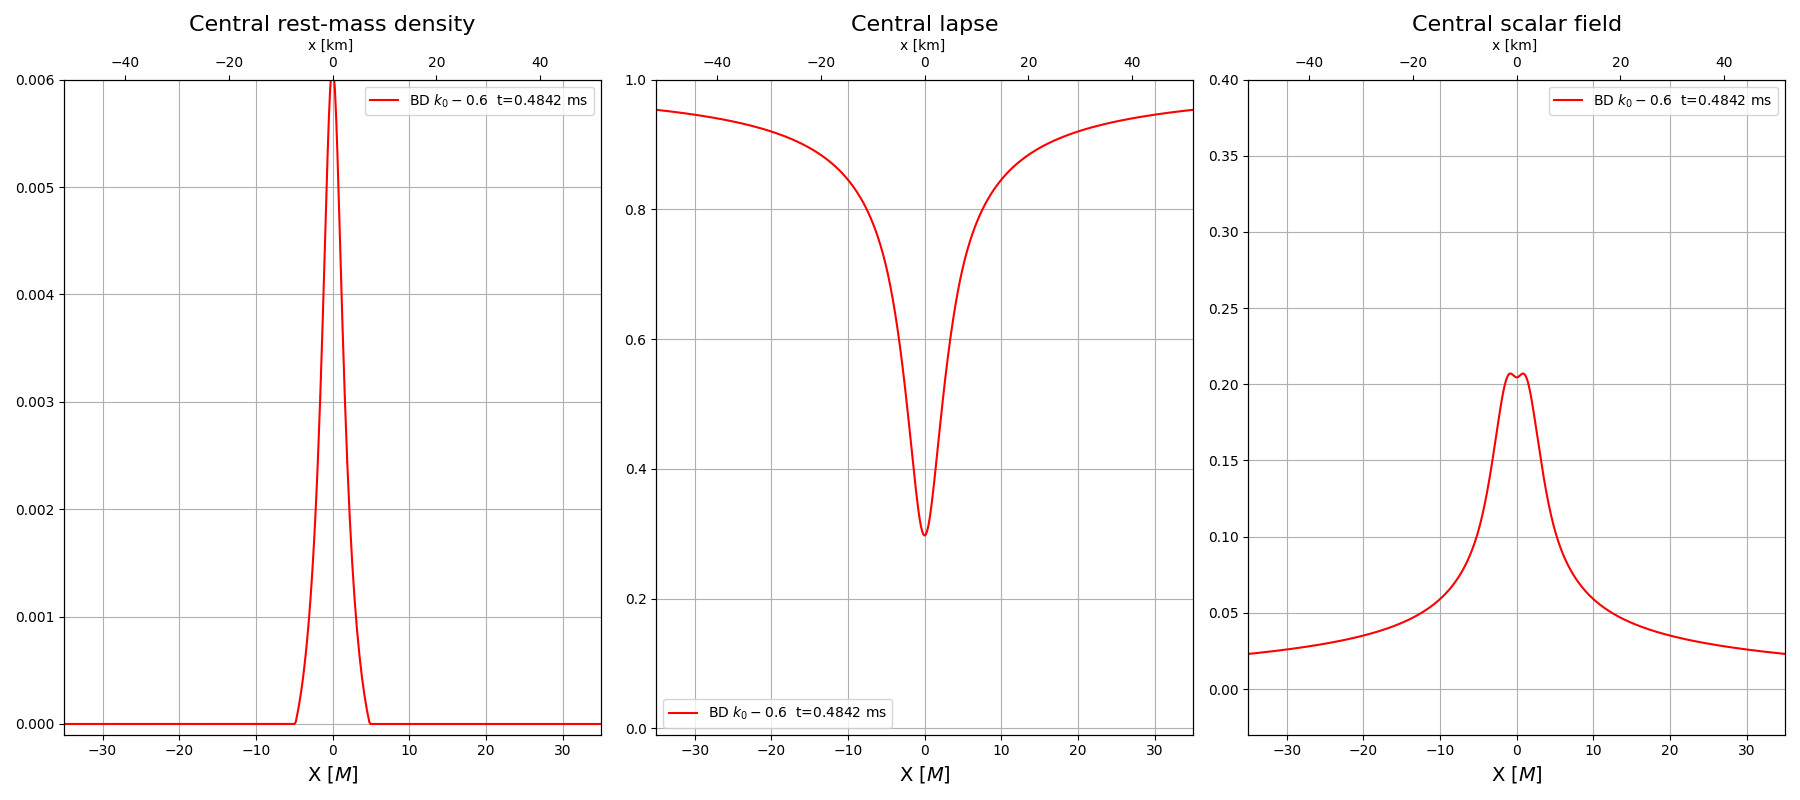 Central rest-mass density
x [km]
−40 −20 0 20 40
0.006
0.005
0.004
0.003
0.002
0.001
0.000
BD k₀ − 0.6 t=0.4842 ms
−30 −20 −10 0 10 20 30
X [M]
Central lapse
x [km]
−40 −20 0 20 40
1.0
0.8
0.6
0.4
0.2
0.0
BD k₀ − 0.6 t=0.4842 ms
−30 −20 −10 0 10 20 30
X [M]
Central scalar field
x [km]
−40 −20 0 20 40
0.40
0.35
0.30
0.25
0.20
0.15
0.10
0.05
0.00
BD k₀ − 0.6 t=0.4842 ms
−30 −20 −10 0 10 20 30
X [M]